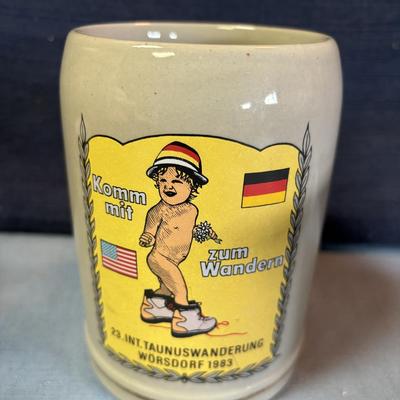 Komm
mit
zum
Wandern
23. INT. TAUNUSWANDERUNG
WÖRSDORF 1983